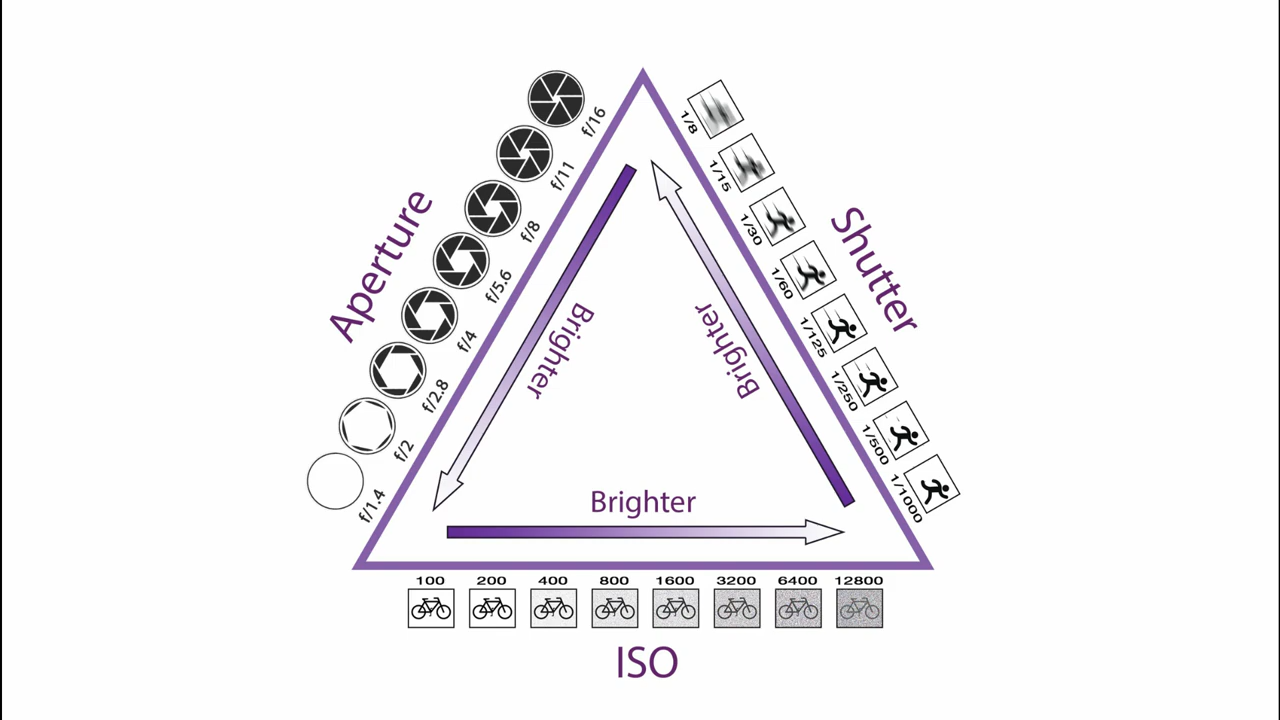 Aperture
f/16
f/11
f/8
f/5.6
f/4
f/2.8
f/2
f/1.4
Shutter
1/8
1/15
1/30
1/60
1/125
1/250
1/500
1/1000
Brighter
Brighter
Brighter
100 200 400 800 1600 3200 6400 12800
ISO